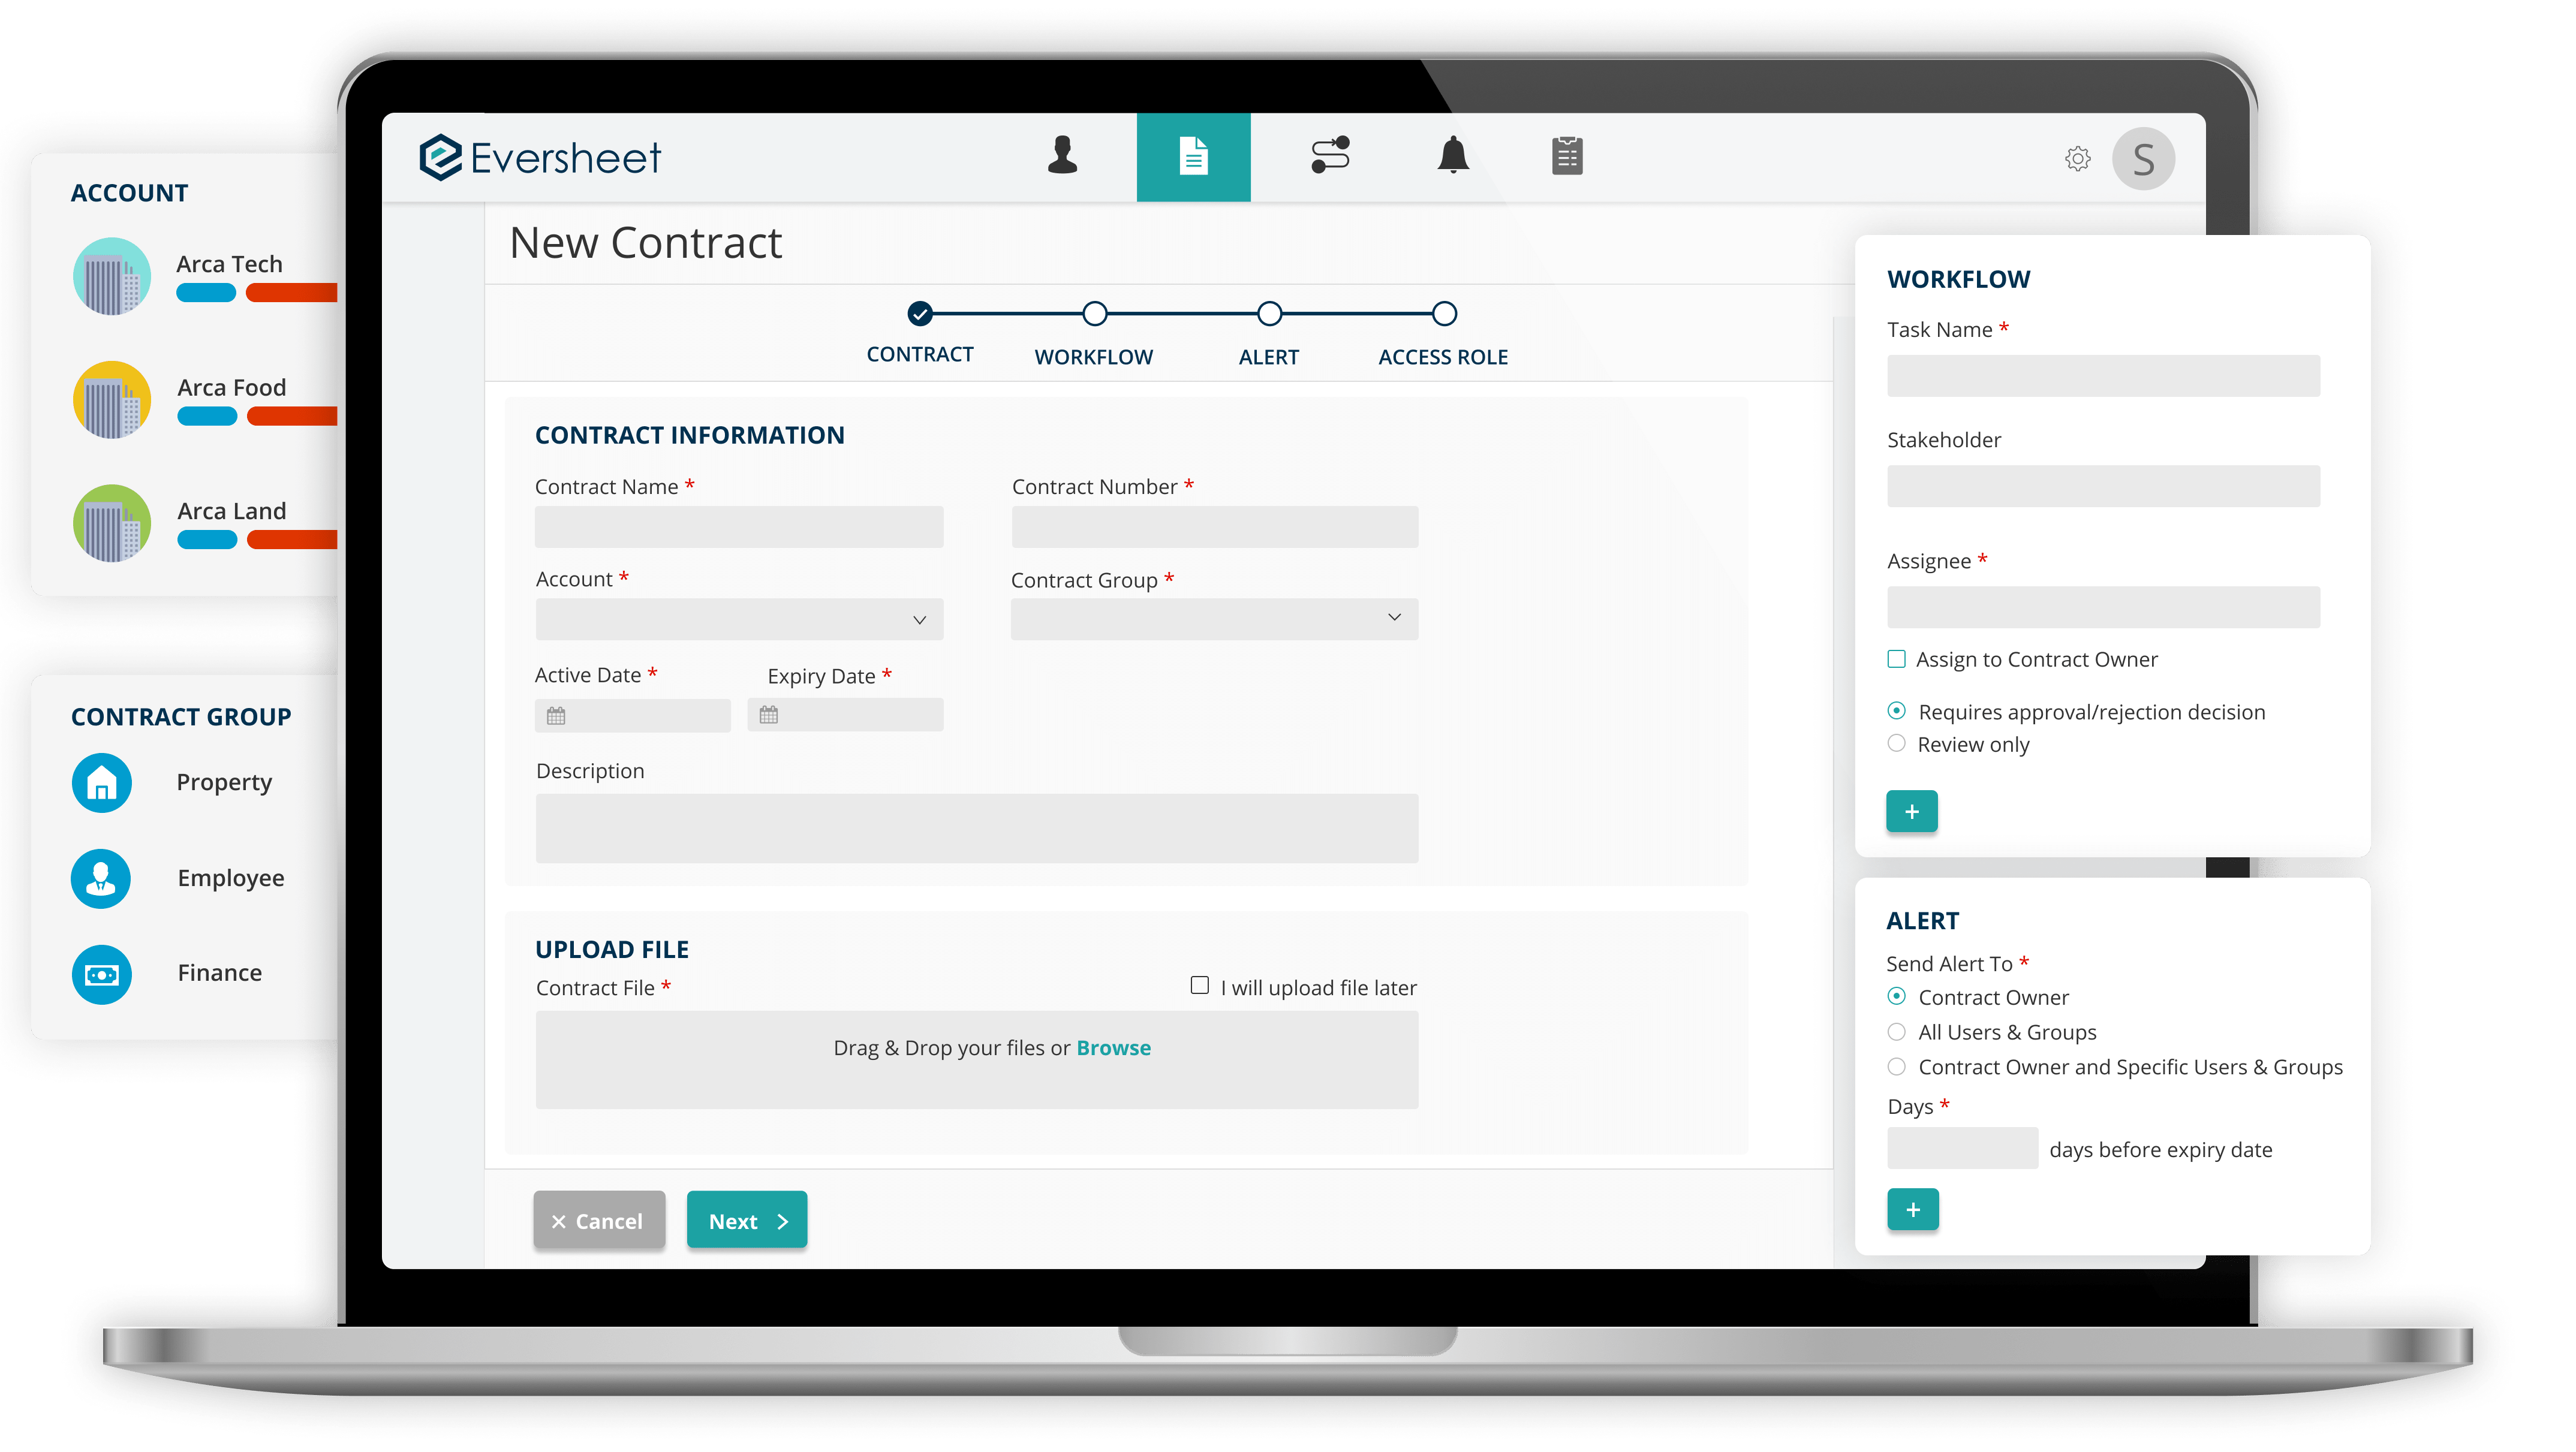 Eversheet
S
ACCOUNT
Arca Tech
Arca Food
Arca Land
CONTRACT GROUP
Property
Employee
Finance
New Contract
CONTRACT
WORKFLOW
ALERT
ACCESS ROLE
CONTRACT INFORMATION
Contract Name *
Contract Number *
Account *
Contract Group *
Active Date *
Expiry Date *
Description
UPLOAD FILE
Contract File *
I will upload file later
Drag & Drop your files or Browse
Cancel
Next
WORKFLOW
Task Name *
Stakeholder
Assignee *
Assign to Contract Owner
Requires approval/rejection decision
Review only
+
ALERT
Send Alert To *
Contract Owner
All Users & Groups
Contract Owner and Specific Users & Groups
Days *
days before expiry date
+